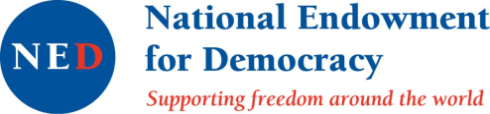 NED
National Endowment
for Democracy
Supporting freedom around the world